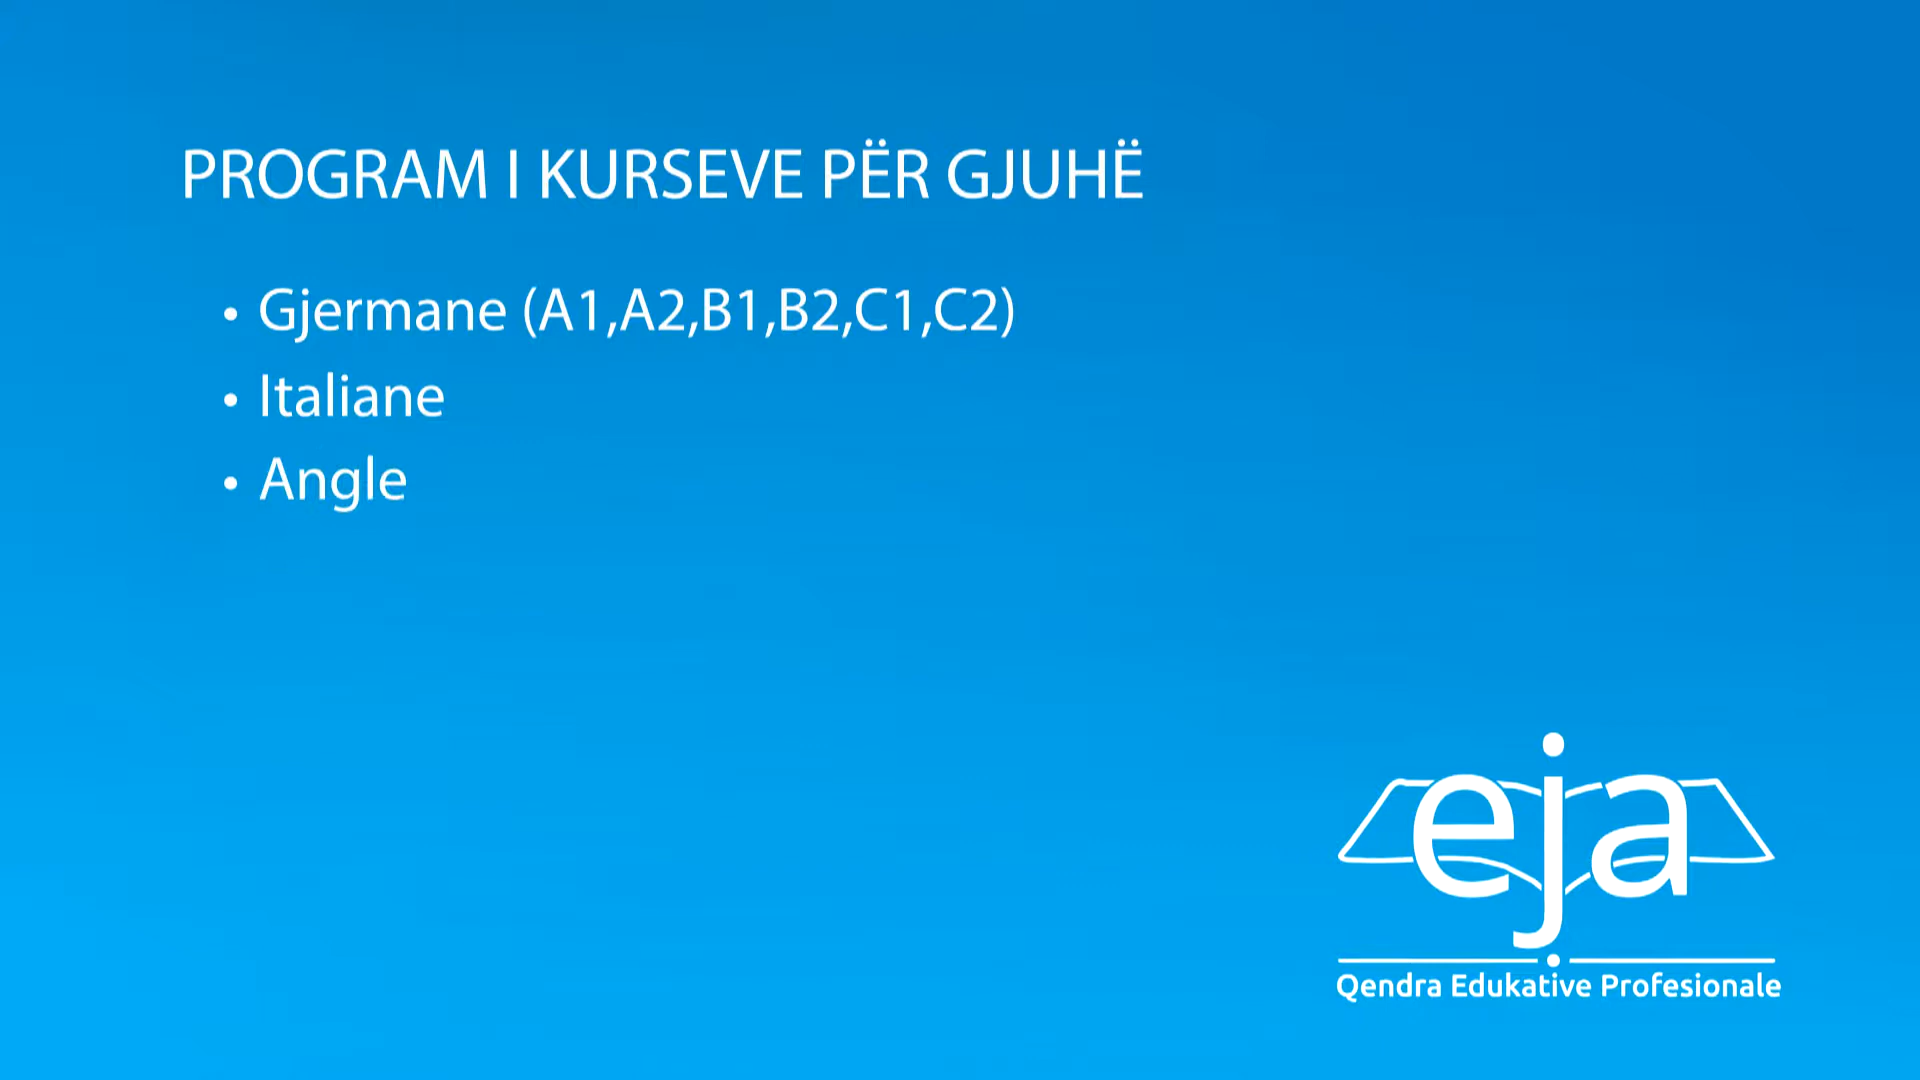 PROGRAM I KURSEVE PËR GJUHË
• Gjermane (A1,A2,B1,B2,C1,C2)
• Italiane
• Angle
eja
Qendra Edukative Profesionale